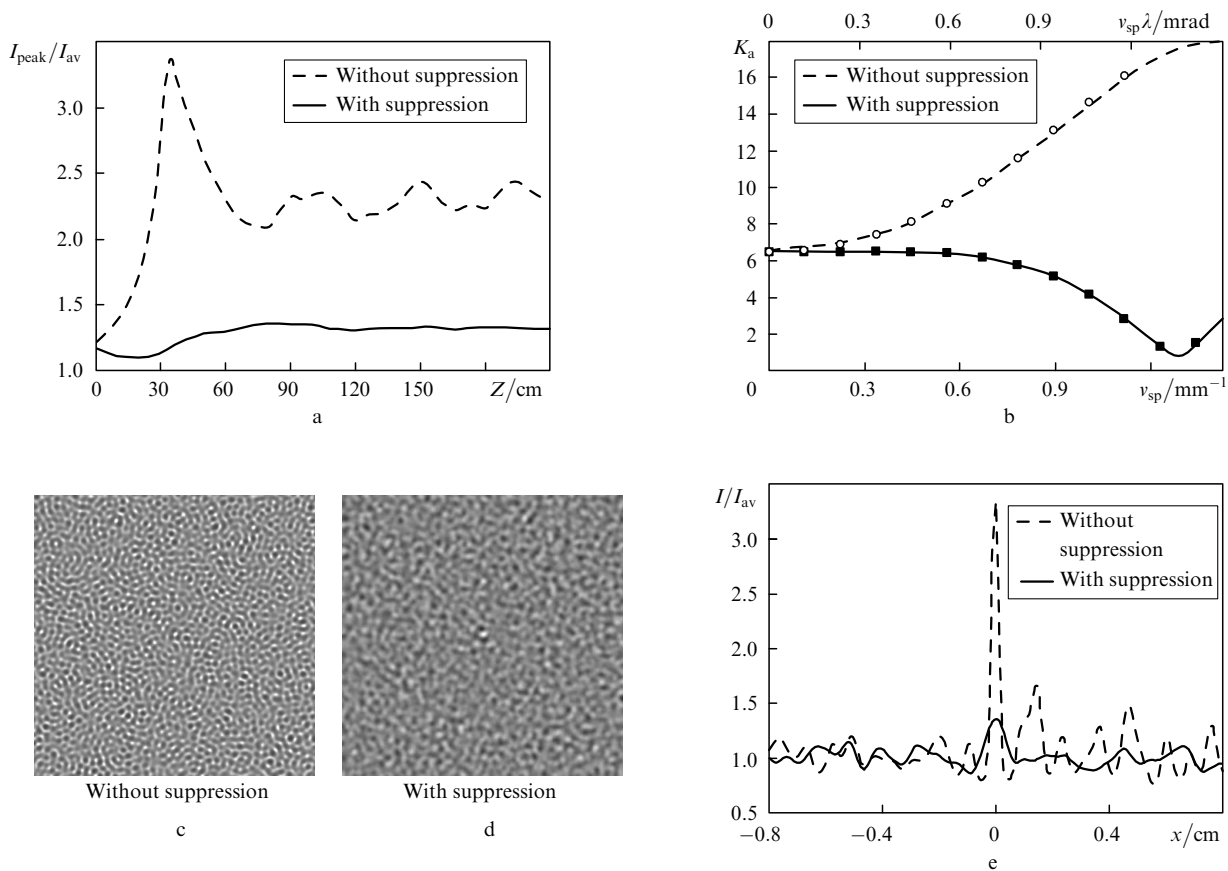 I_peak/I_av
3.0
2.5
2.0
1.5
1.0
0 30 60 90 120 150 Z/cm
Without suppression
With suppression
a
0 0.3 0.6 0.9 ν_spλ/mrad
K_a
16
14
12
10
8
6
4
2
0 0.3 0.6 0.9 ν_sp/mm⁻¹
Without suppression
With suppression
b
Without suppression
c
With suppression
d
I/I_av
3.0
2.5
2.0
1.5
1.0
0.5
−0.8 −0.4 0 0.4 x/cm
Without
suppression
With suppression
e